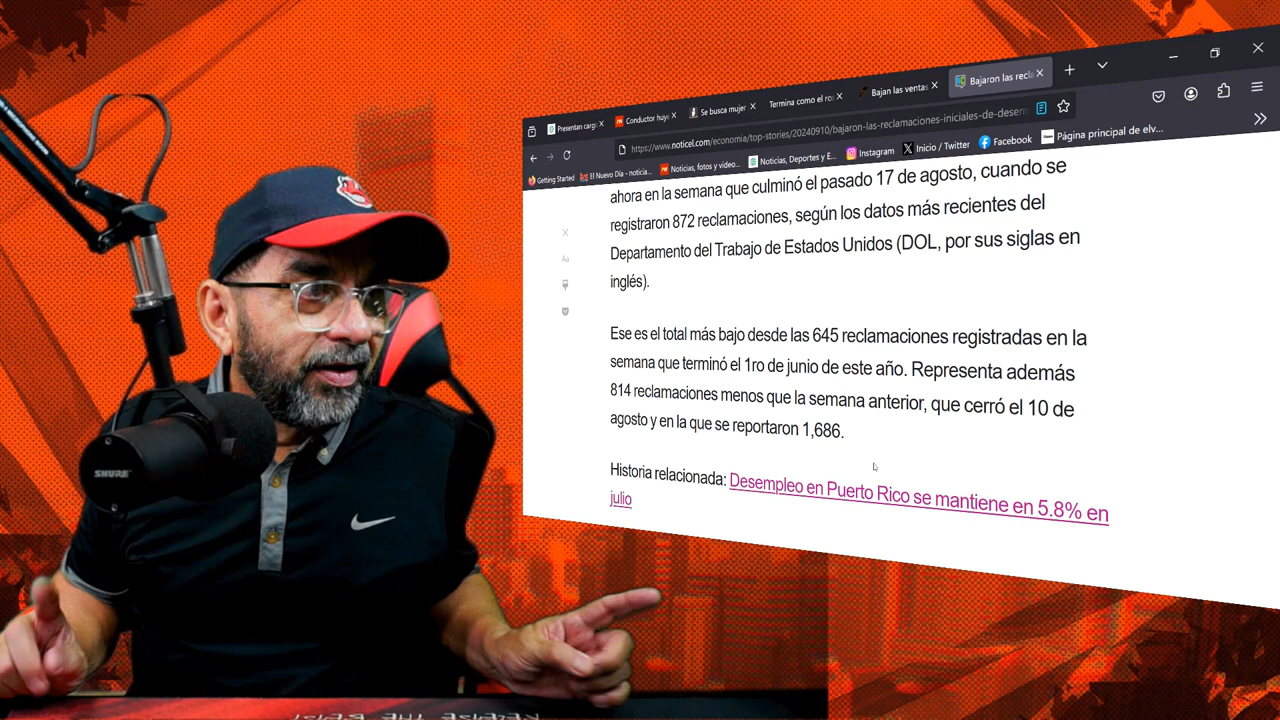 Presentan carg
Conductor huye
Se busca mujer
Termina como el ro
Bajan las ventas
Bajaron las recla
https://www.noticel.com/economia/top-stories/20240910/bajaron-las-reclamaciones-iniciales-de-desem
Getting Started
El Nuevo Día - noticia...
Noticias, fotos y video...
Noticias, Deportes y E...
Instagram
Inicio / Twitter
Facebook
Página principal de elv...
ahora en la semana que culminó el pasado 17 de agosto, cuando se
registraron 872 reclamaciones, según los datos más recientes del
Departamento del Trabajo de Estados Unidos (DOL, por sus siglas en
inglés).
Aa
Ese es el total más bajo desde las 645 reclamaciones registradas en la
semana que terminó el 1ro de junio de este año. Representa además
814 reclamaciones menos que la semana anterior, que cerró el 10 de
agosto y en la que se reportaron 1,686.
Historia relacionada: Desempleo en Puerto Rico se mantiene en 5.8% en
julio
SHURE